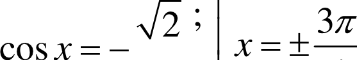 cos x = − √2 ; | x = ± 3π